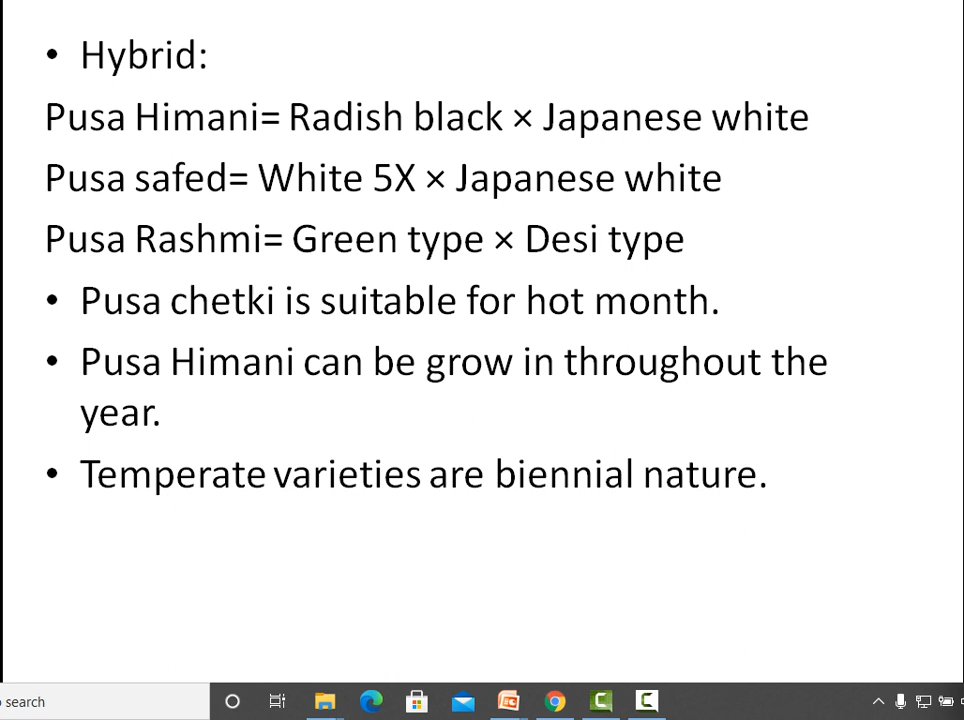 • Hybrid:
Pusa Himani= Radish black × Japanese white
Pusa safed= White 5X × Japanese white
Pusa Rashmi= Green type × Desi type
• Pusa chetki is suitable for hot month.
• Pusa Himani can be grow in throughout the
year.
• Temperate varieties are biennial nature.
search